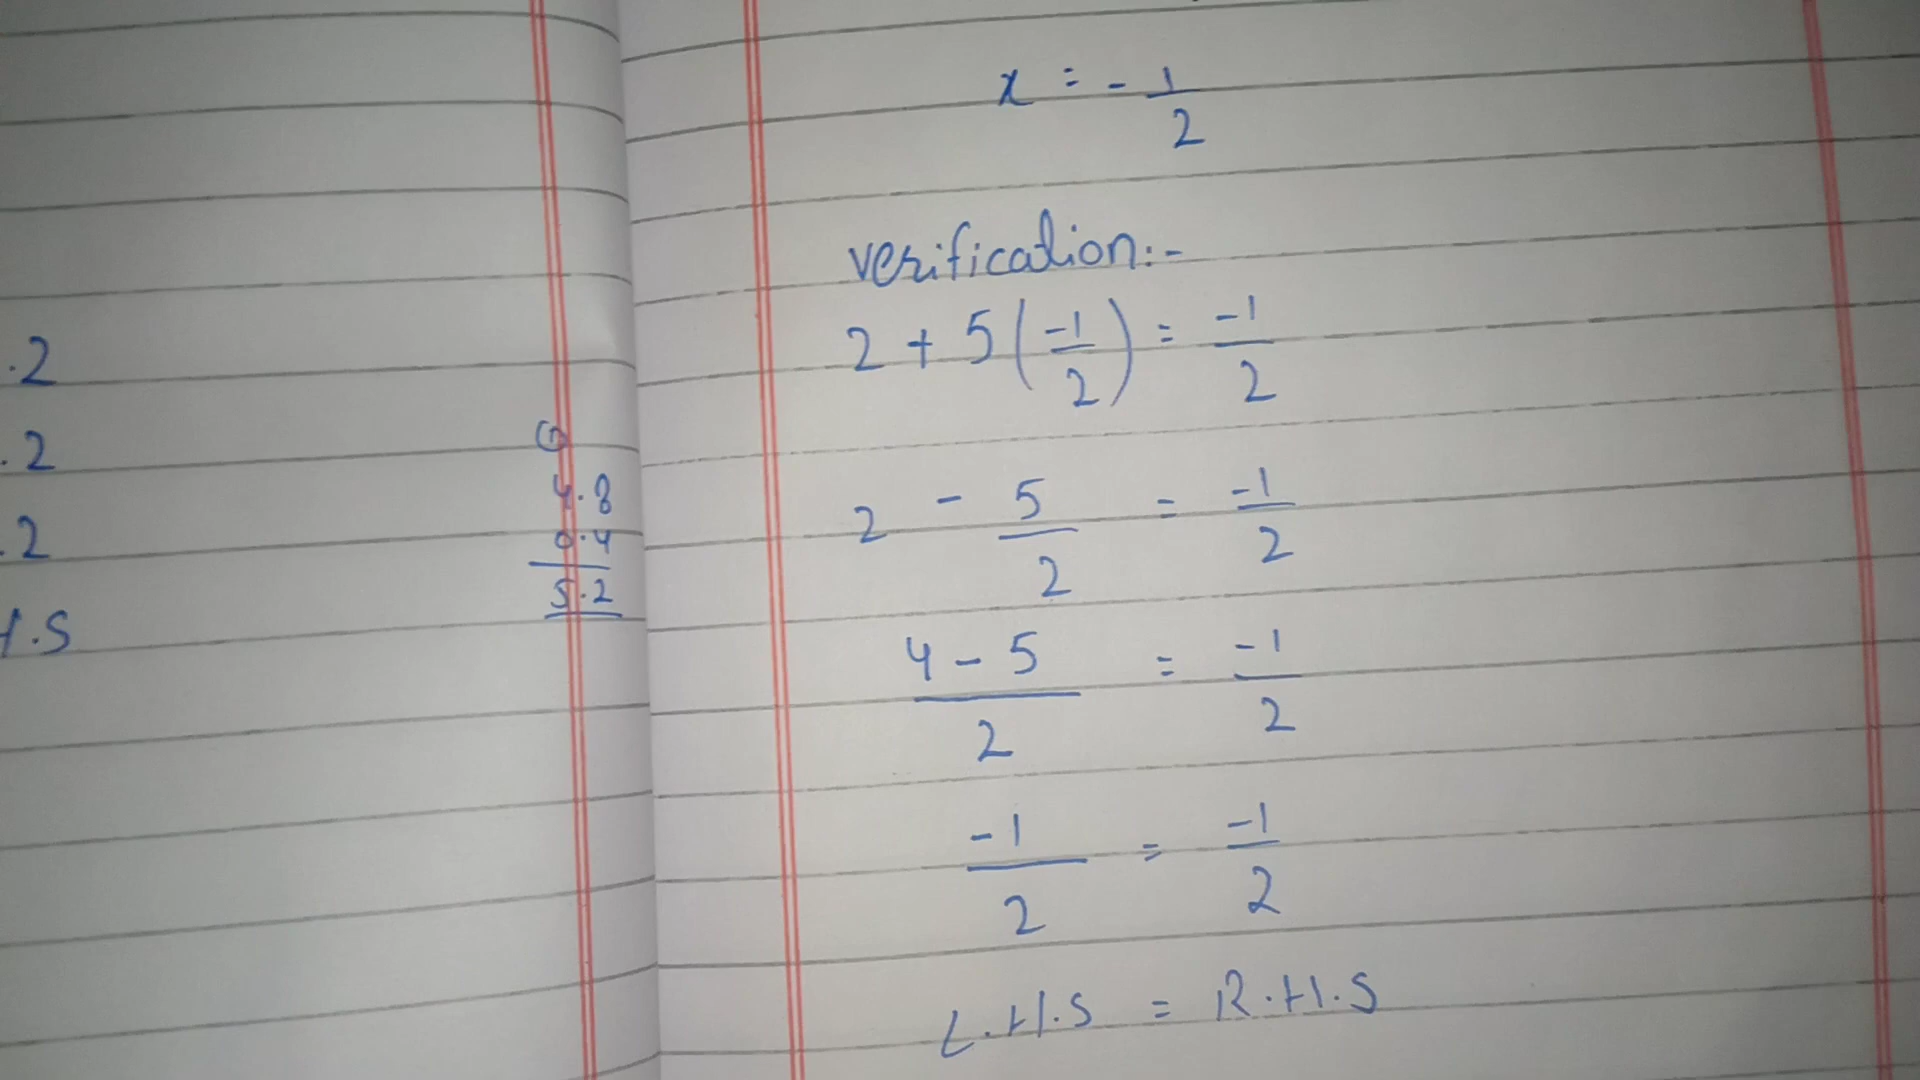 .2
.2
.2
H.S
1
4.8
0.4
5.2
x = - 1/2
verification:-
2 + 5(-1/2) = -1/2
2 - 5/2 = -1/2
4 - 5/2 = -1/2
-1/2 = -1/2
L.H.S = R.H.S